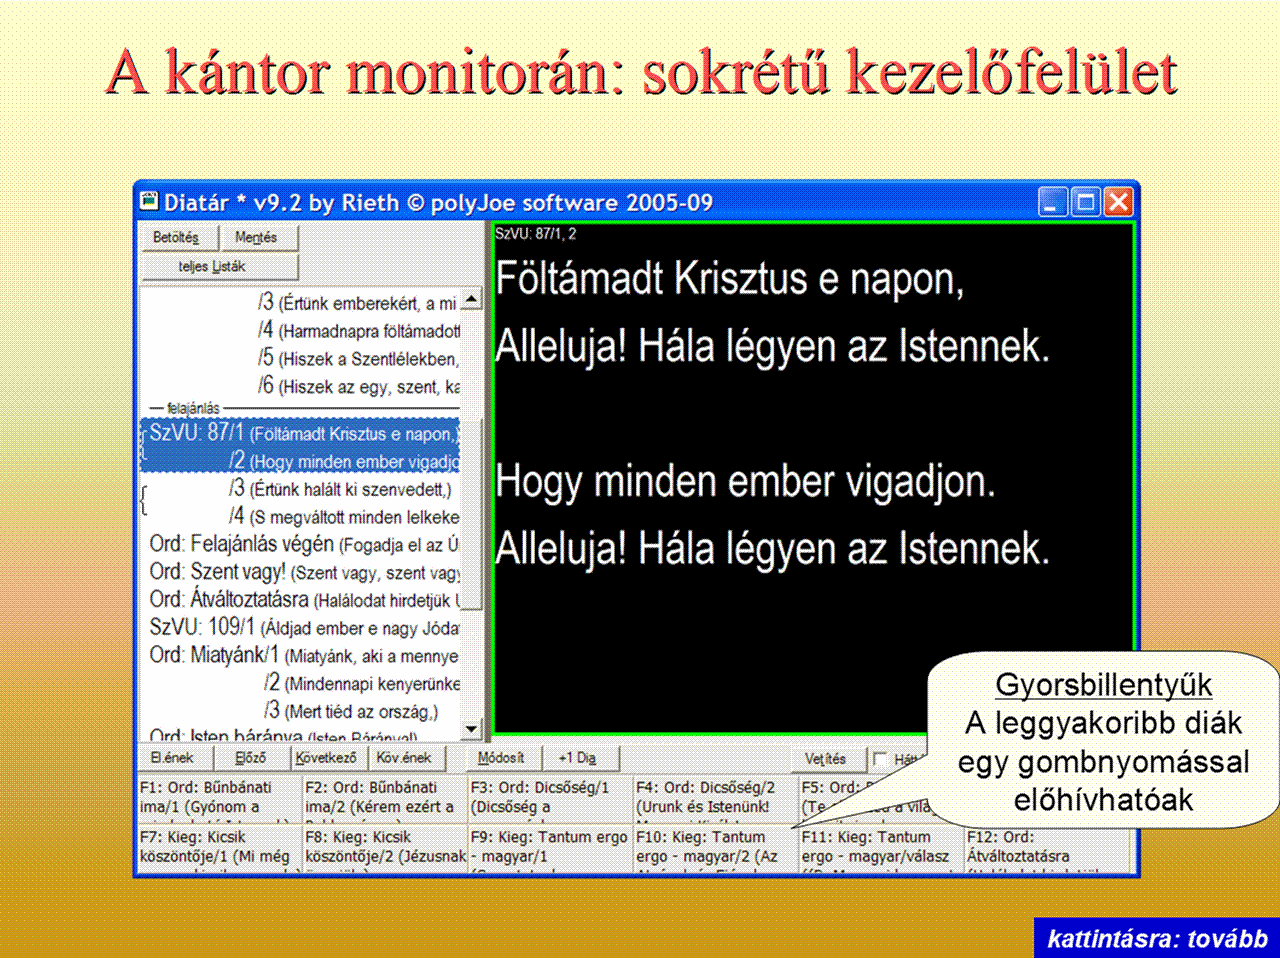 A kántor monitorán: sokrétű kezelőfelület
Diatár * v9.2 by Rieth © polyJoe software 2005-09
Betöltés Mentés
teljes Listák
/3 (Értünk emberekért, a mi
/4 (Harmadnapra föltámadott
/5 (Hiszek a Szentlélekben,
/6 (Hiszek az egy, szent, ka
felajánlás
SzVU: 87/1 (Föltámadt Krisztus e napon,)
/2 (Hogy minden ember vigadjo
/3 (Értünk halált ki szenvedett,)
/4 (S megváltott minden lelkeke
Ord: Felajánlás végén (Fogadja el az Ú
Ord: Szent vagy! (Szent vagy, szent vagy
Ord: Átváltoztatásra (Halálodat hirdetjük
SzVU: 109/1 (Áldjad ember e nagy Jóda
Ord: Miatyánk/1 (Miatyánk, aki a mennye
/2 (Mindennapi kenyerünke
/3 (Mert tiéd az ország,)
Ord: Isten báránya (Isten Báránya!)
SzVU: 87/1, 2
Föltámadt Krisztus e napon,
Alleluja! Hála légyen az Istennek.
Hogy minden ember vigadjon.
Alleluja! Hála légyen az Istennek.
El.ének Előző Következő Köv.ének Módosít +1 Dia Vetítés
Gyorsbillentyűk
A leggyakoribb diák
egy gombnyomással
előhívhatóak
F1: Ord: Bűnbánati
ima/1 (Gyónom a
F2: Ord: Bűnbánati
ima/2 (Kérem ezért a
F3: Ord: Dicsőség/1
(Dicsőség a
F4: Ord: Dicsőség/2
(Urunk és Istenünk!
F5: Ord:
F7: Kieg: Kicsik
köszöntője/1 (Mi még
F8: Kieg: Kicsik
köszöntője/2 (Jézusnak
F9: Kieg: Tantum ergo
- magyar/1
F10: Kieg: Tantum
ergo - magyar/2 (Az
F11: Kieg: Tantum
ergo - magyar/válasz
F12: Ord:
Átváltoztatásra
kattintásra: tovább